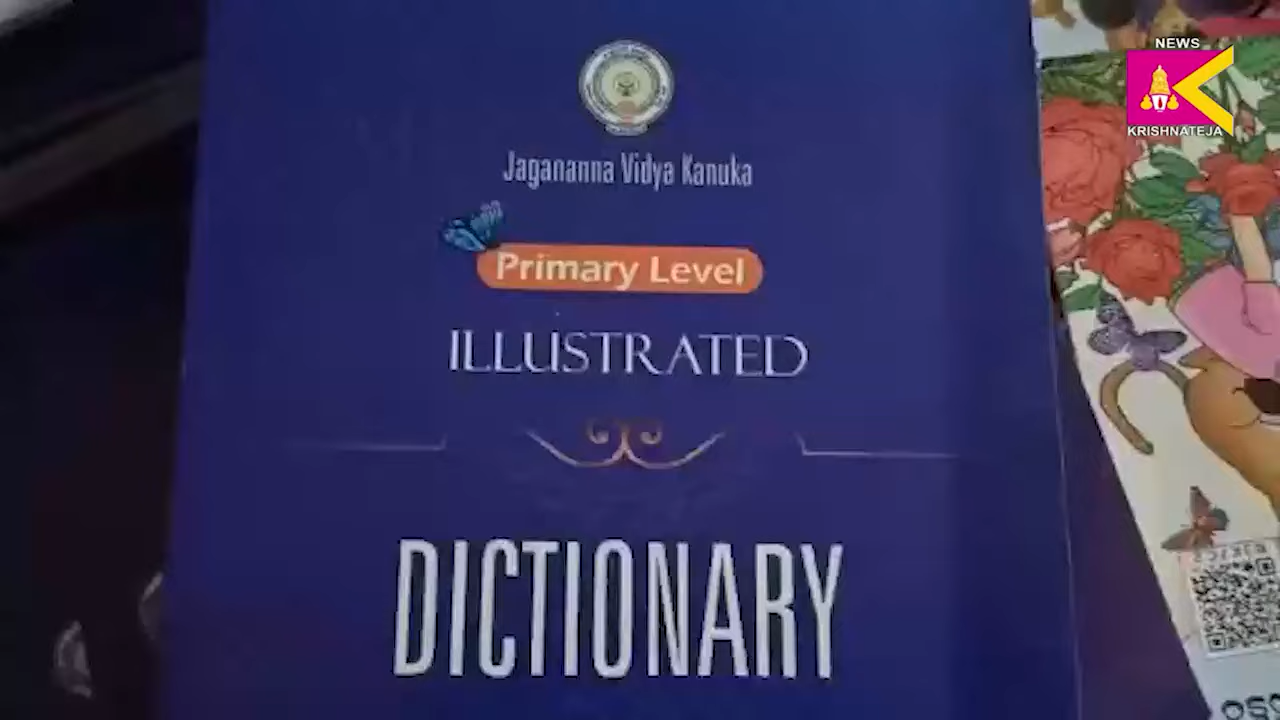 NEWS
KRISHNATEJA
Jagananna Vidya Kanuka
Primary Level
ILLUSTRATED
DICTIONARY